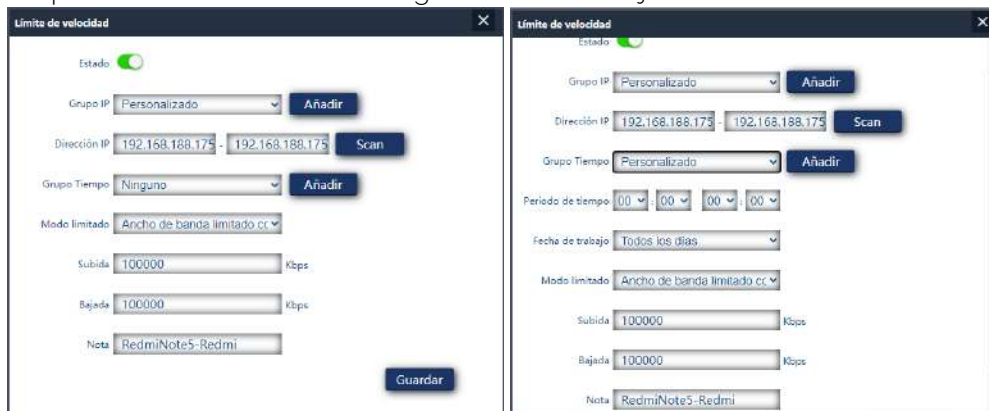 Límite de velocidad
Estado
Grupo IP Personalizado Añadir
Dirección IP 192.168.188.175 - 192.168.188.175 Scan
Grupo Tiempo Ninguno Añadir
Modo limitado Ancho de banda limitado cc
Subida 100000 Kbps
Bajada 100000 Kbps
Nota RedmiNote5-Redmi
Guardar
Límite de velocidad
Estado
Grupo IP Personalizado Añadir
Dirección IP 192.168.188.175 - 192.168.188.175 Scan
Grupo Tiempo Personalizado Añadir
Periodo de tiempo 00 : 00 00 : 00
Fecha de trabajo Todos los días
Modo limitado Ancho de banda limitado cc
Subida 100000 Kbps
Bajada 100000 Kbps
Nota RedmiNote5-Redmi